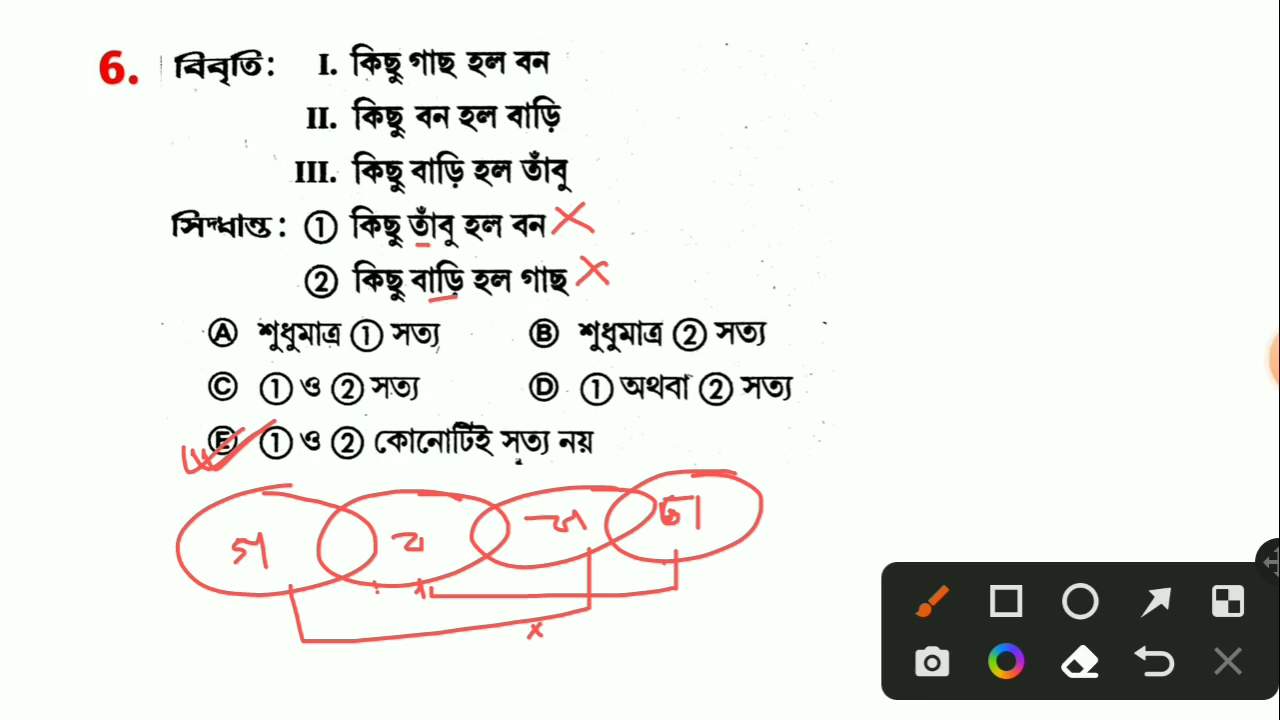 6. বিবৃতি: I. কিছু গাছ হল বন
II. কিছু বন হল বাড়ি
III. কিছু বাড়ি হল তাঁবু
সিদ্ধান্ত: ① কিছু তাঁবু হল বন
② কিছু বাড়ি হল গাছ
Ⓐ শুধুমাত্র ① সত্য Ⓑ শুধুমাত্র ② সত্য
Ⓒ ① ও ② সত্য Ⓓ ① অথবা ② সত্য
Ⓔ ① ও ② কোনোটিই সত্য নয়
গ ব বা তা